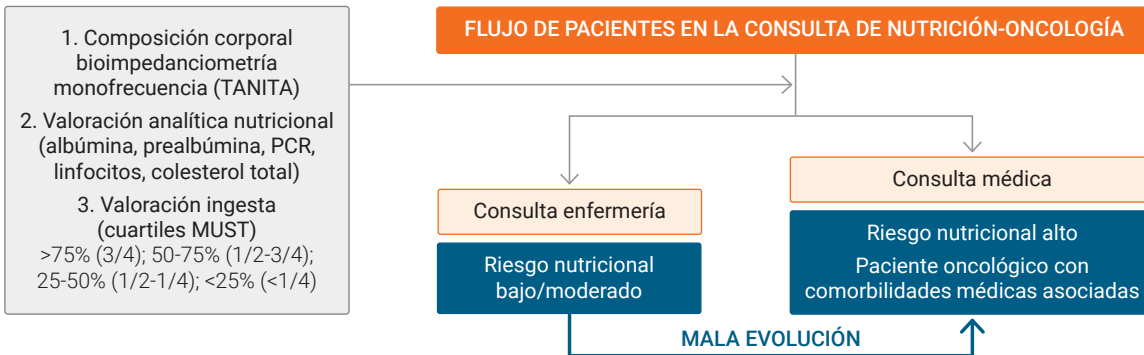 FLUJO DE PACIENTES EN LA CONSULTA DE NUTRICIÓN-ONCOLOGÍA
1. Composición corporal
bioimpedanciometría
monofrecuencia (TANITA)
2. Valoración analítica nutricional
(albúmina, prealbúmina, PCR,
linfocitos, colesterol total)
3. Valoración ingesta
(cuartiles MUST)
>75% (3/4); 50-75% (1/2-3/4);
25-50% (1/2-1/4); <25% (<1/4)
Consulta enfermería
Riesgo nutricional
bajo/moderado
Consulta médica
Riesgo nutricional alto
Paciente oncológico con
comorbilidades médicas asociadas
MALA EVOLUCIÓN